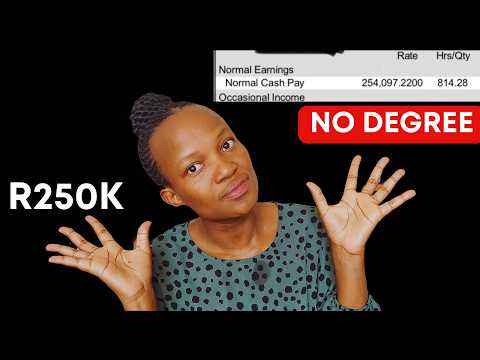 Rate Hrs/Qty
Normal Earnings
Normal Cash Pay 254,097.2200 814.28
Occasional Income
NO DEGREE
R250K